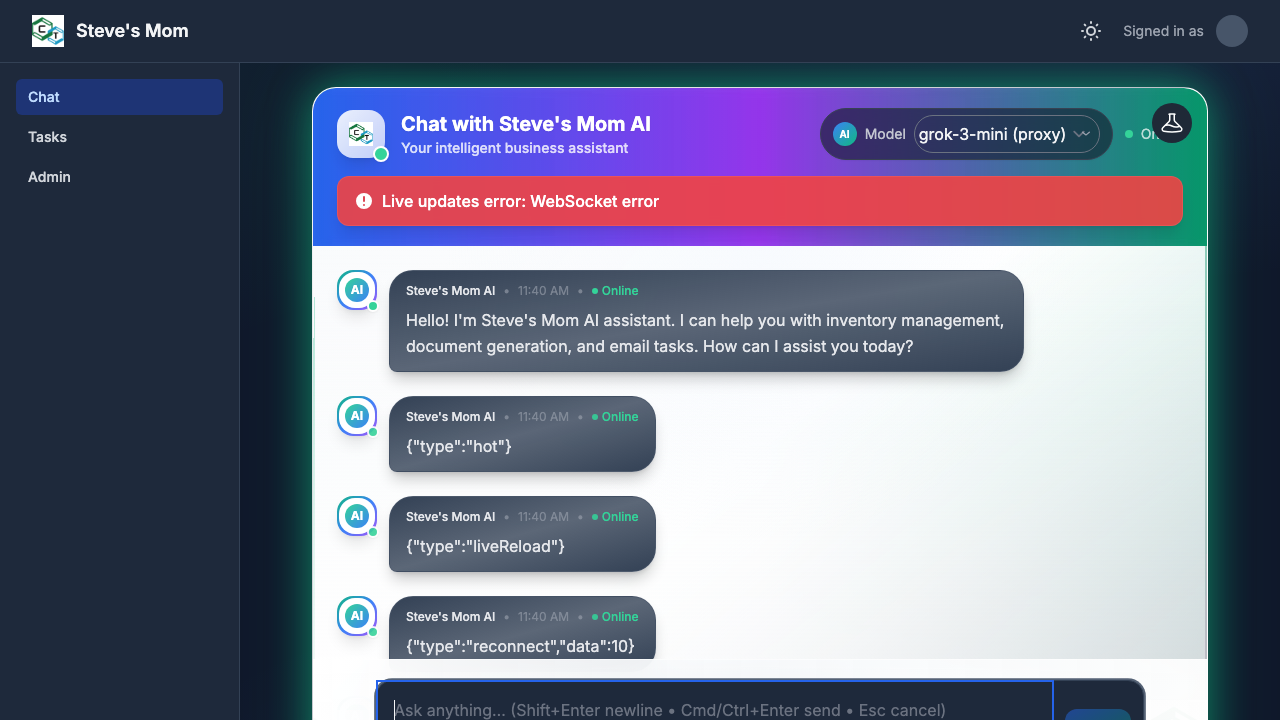 Steve's Mom
Signed in as
Chat
Tasks
Admin
Chat with Steve's Mom AI
Your intelligent business assistant
AI Model grok-3-mini (proxy)
Live updates error: WebSocket error
AI
Steve's Mom AI • 11:40 AM • Online
Hello! I'm Steve's Mom AI assistant. I can help you with inventory management,
document generation, and email tasks. How can I assist you today?
AI
Steve's Mom AI • 11:40 AM • Online
{"type":"hot"}
AI
Steve's Mom AI • 11:40 AM • Online
{"type":"liveReload"}
AI
Steve's Mom AI • 11:40 AM • Online
{"type":"reconnect","data":10}
Ask anything... (Shift+Enter newline • Cmd/Ctrl+Enter send • Esc cancel)